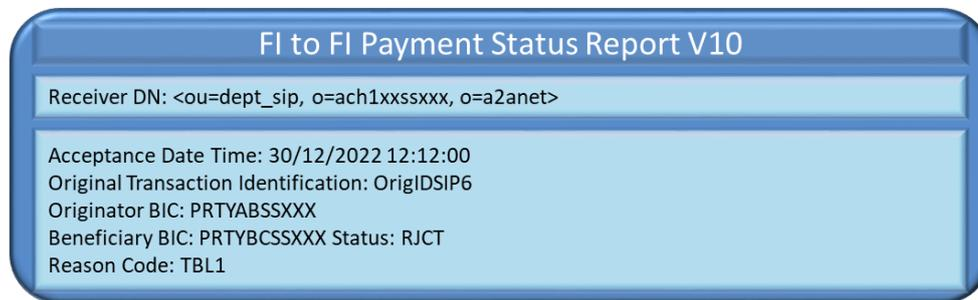 FI to FI Payment Status Report V10
Receiver DN: <ou=dept_sip, o=ach1xxssxxx, o=a2anet>
Acceptance Date Time: 30/12/2022 12:12:00
Original Transaction Identification: OrigIDSIP6
Originator BIC: PRTYABSSXXX
Beneficiary BIC: PRTYBCSSXXX Status: RJCT
Reason Code: TBL1